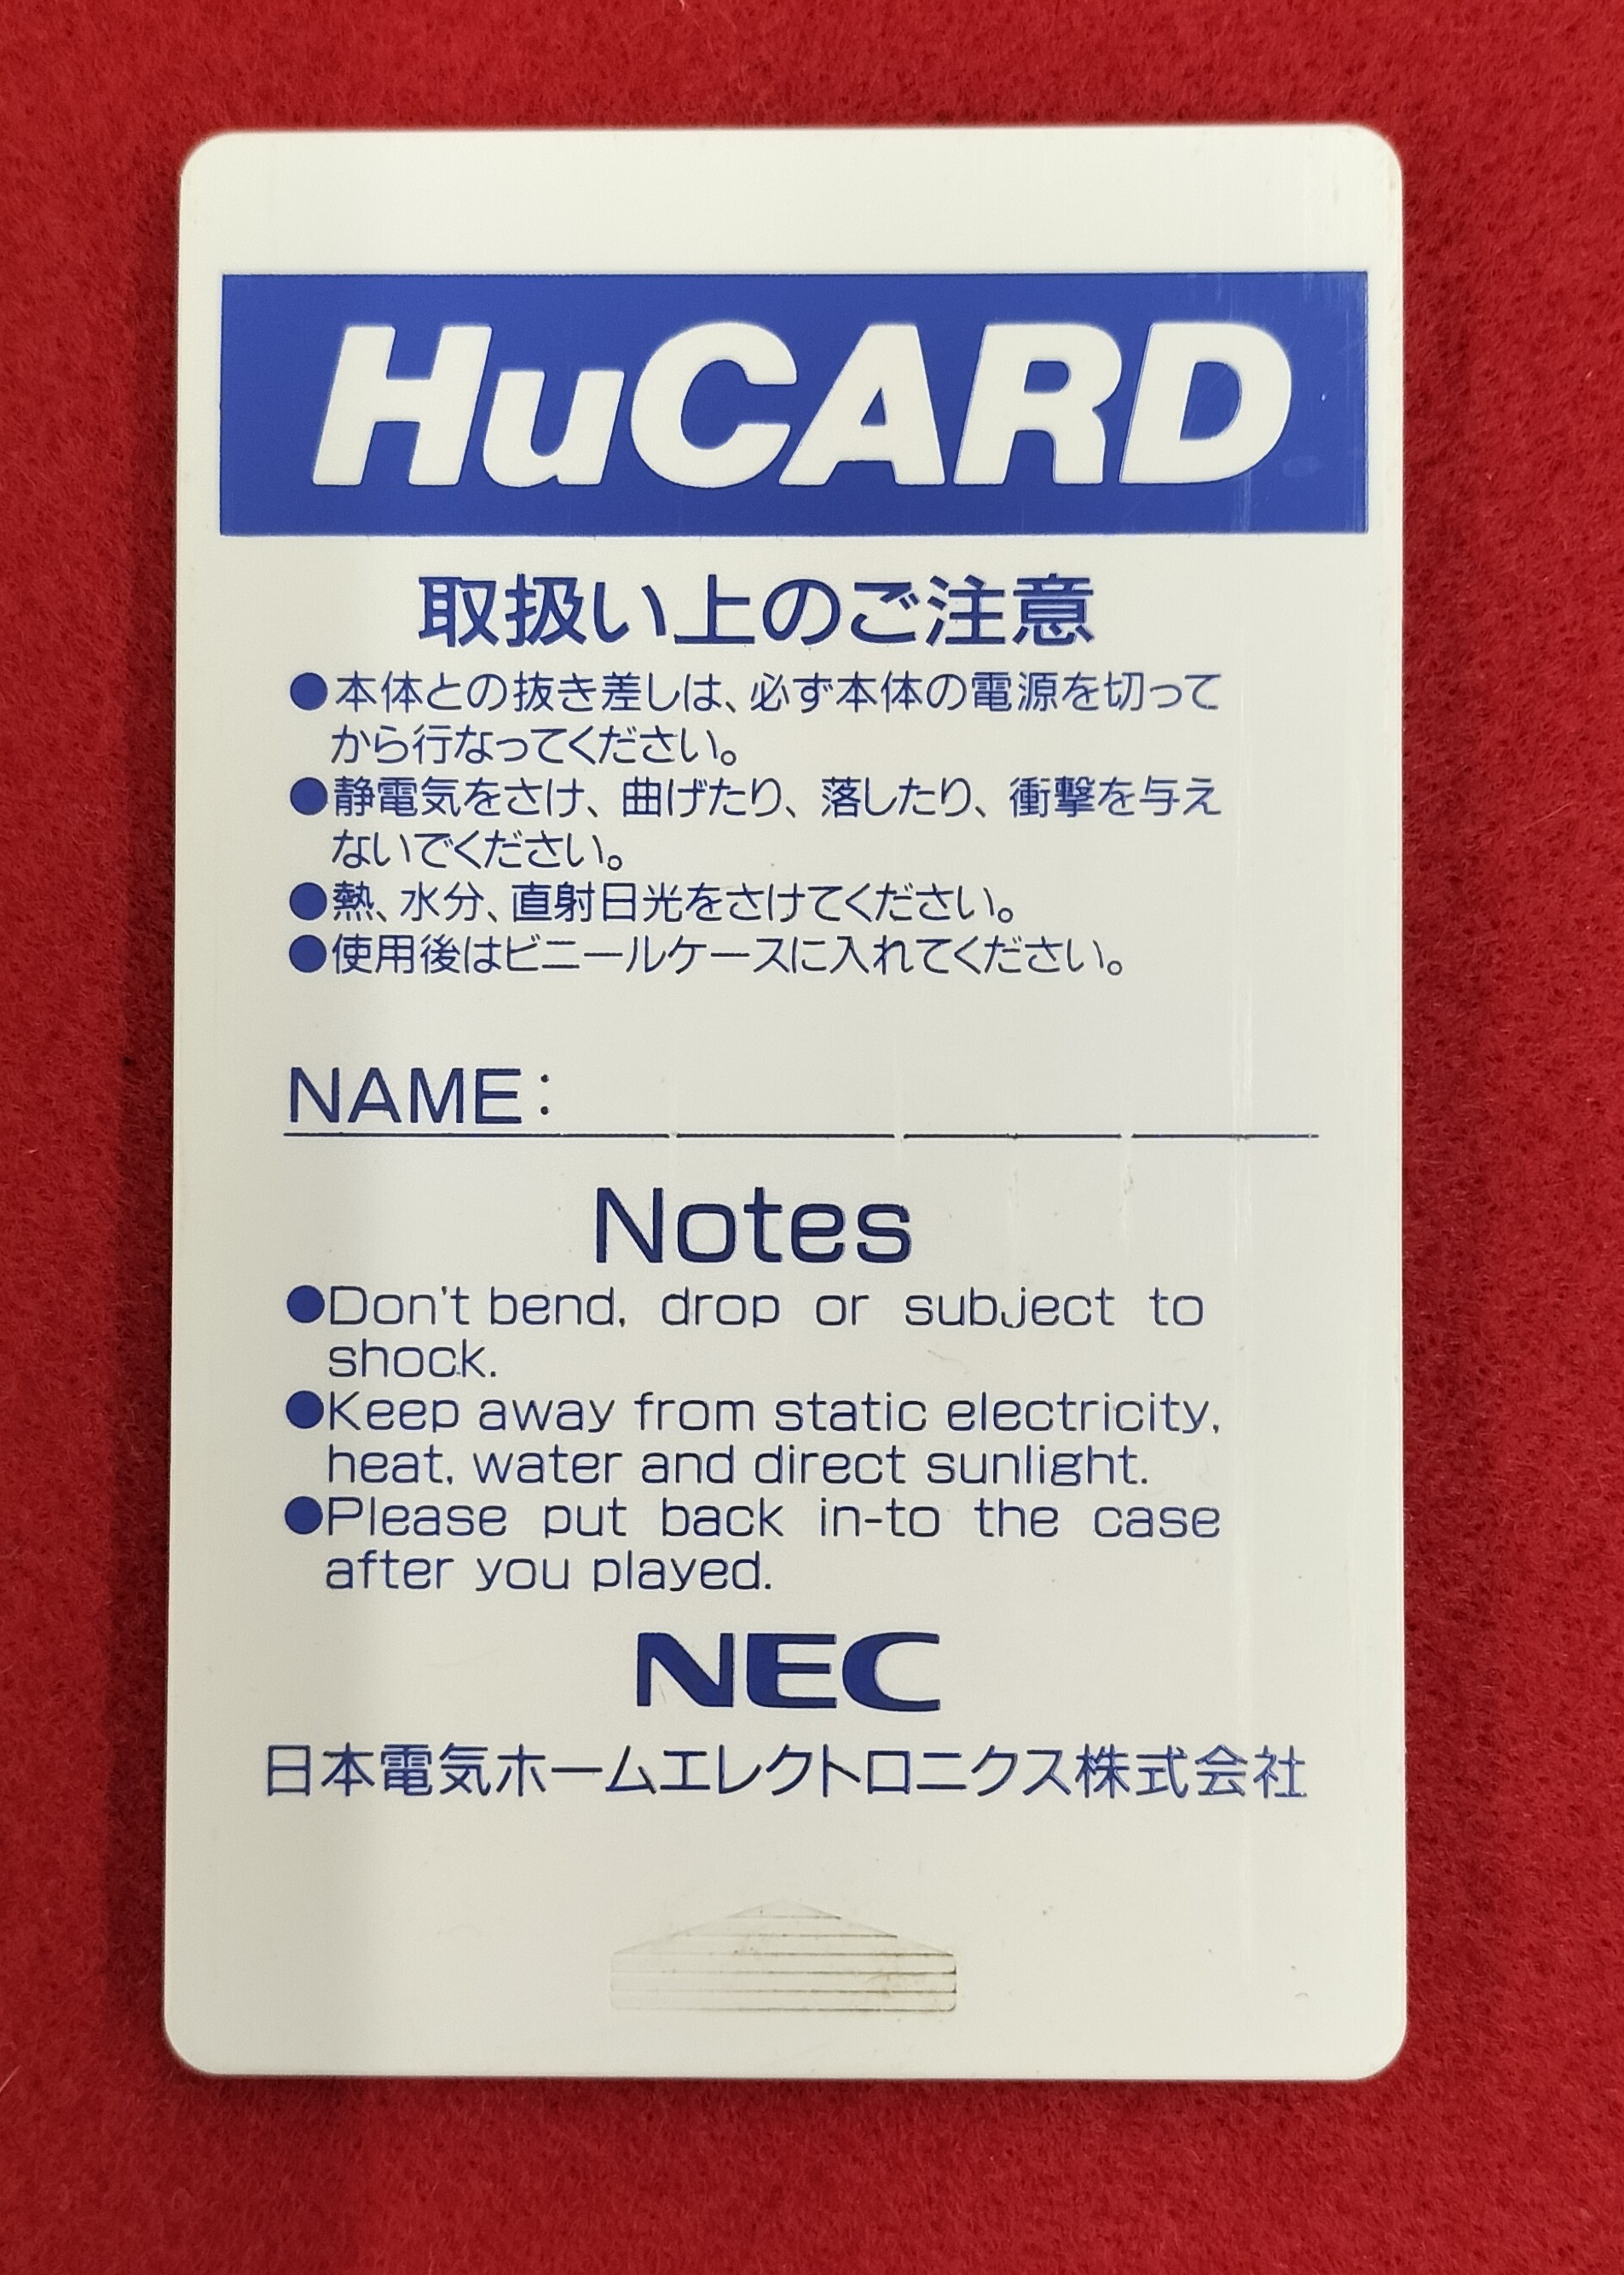 HuCARD
取扱い上のご注意
●本体との抜き差しは、必ず本体の電源を切って
から行なってください。
●静電気をさけ、曲げたり、落したり、衝撃を与え
ないでください。
●熱、水分、直射日光をさけてください。
●使用後はビニールケースに入れてください。
NAME:
Notes
●Don't bend, drop or subject to
shock.
●Keep away from static electricity,
heat, water and direct sunlight.
●Please put back in-to the case
after you played.
NEC
日本電気ホームエレクトロニクス株式会社